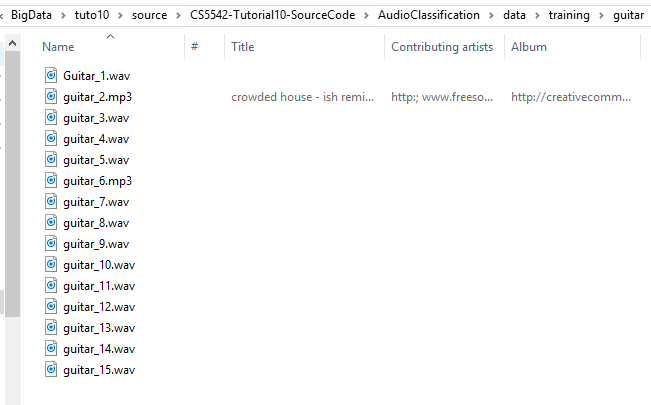 BigData > tuto10 > source > CS5542-Tutorial10-SourceCode > AudioClassification > data > training > guitar
Name # Title Contributing artists Album
Guitar_1.wav
guitar_2.mp3 crowded house - ish remi... http:; www.freeso... http://creativecomm...
guitar_3.wav
guitar_4.wav
guitar_5.wav
guitar_6.mp3
guitar_7.wav
guitar_8.wav
guitar_9.wav
guitar_10.wav
guitar_11.wav
guitar_12.wav
guitar_13.wav
guitar_14.wav
guitar_15.wav